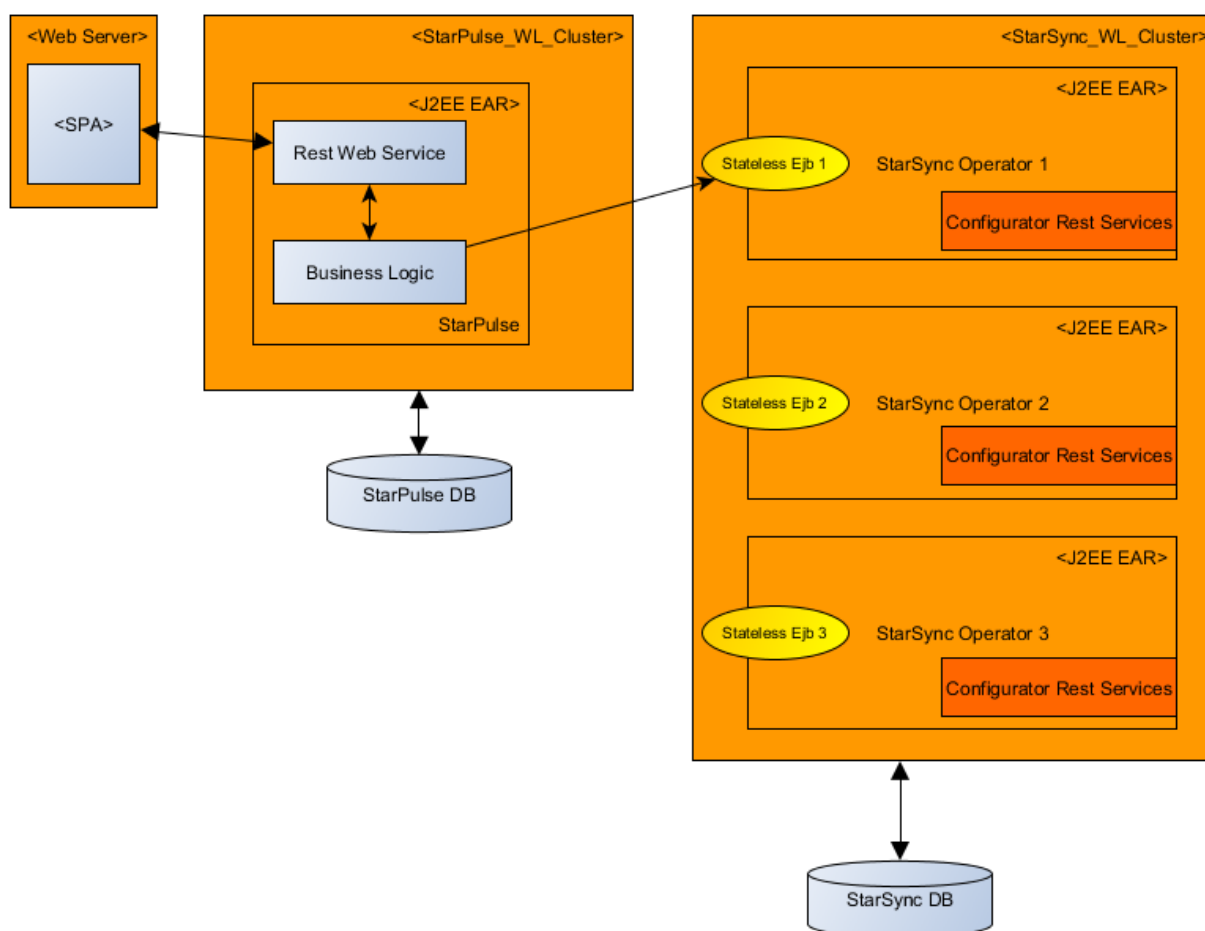 <Web Server>
<SPA>
<StarPulse_WL_Cluster>
<J2EE EAR>
Rest Web Service
Business Logic
StarPulse
StarPulse DB
<StarSync_WL_Cluster>
<J2EE EAR>
Stateless Ejb 1
StarSync Operator 1
Configurator Rest Services
<J2EE EAR>
Stateless Ejb 2
StarSync Operator 2
Configurator Rest Services
<J2EE EAR>
Stateless Ejb 3
StarSync Operator 3
Configurator Rest Services
StarSync DB